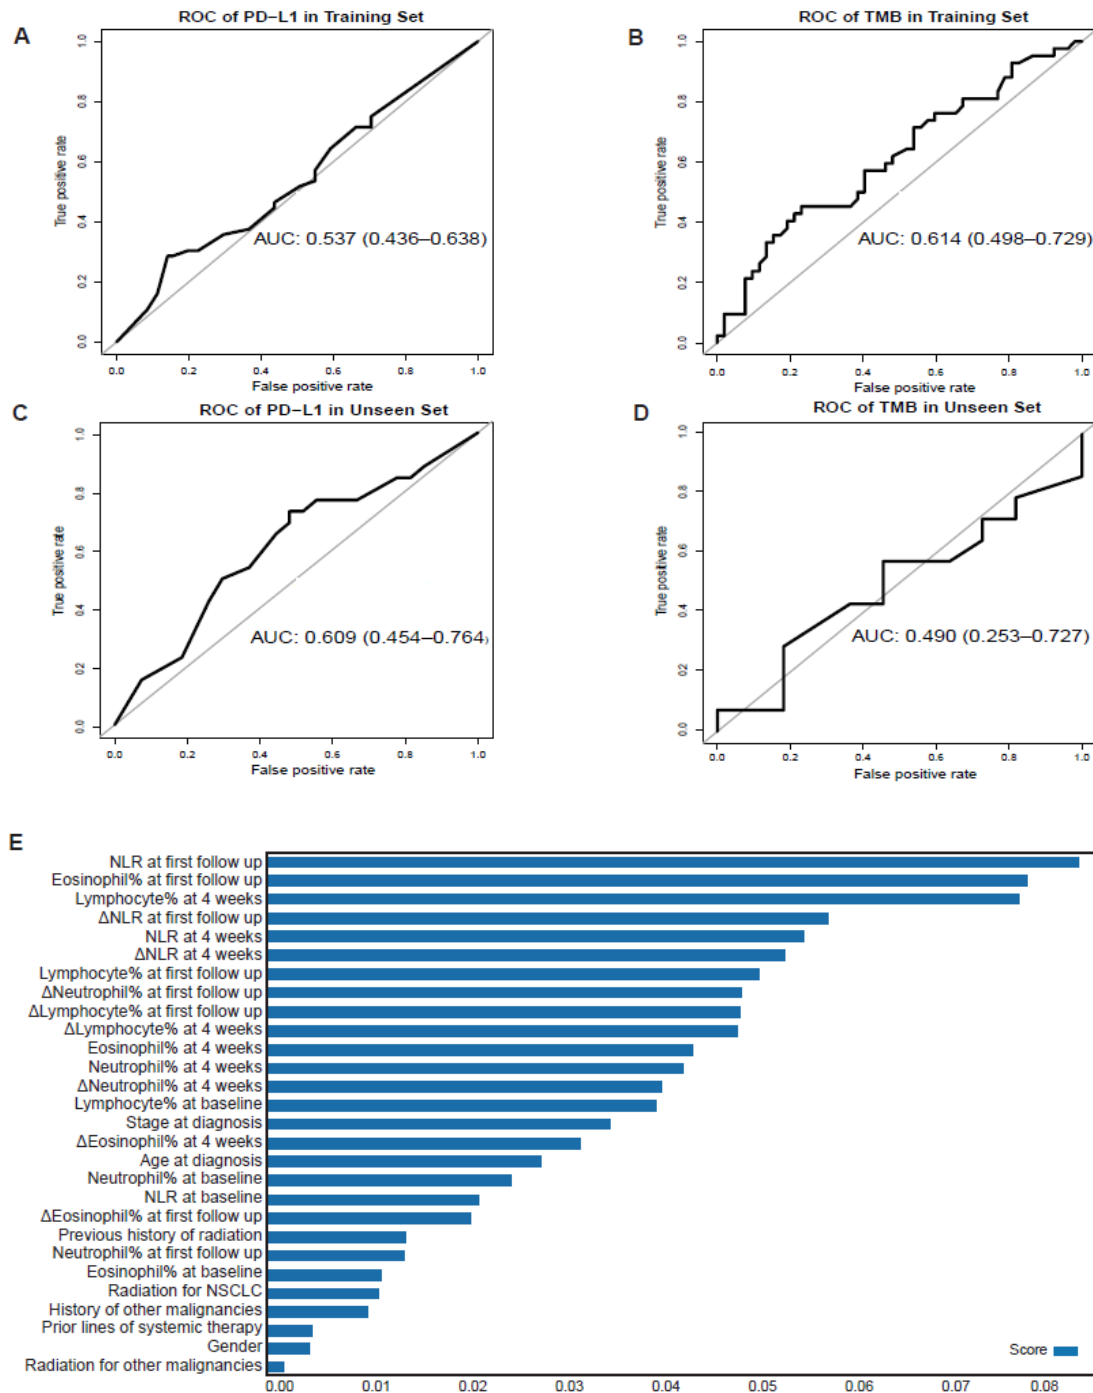 A
ROC of PD–L1 in Training Set
True positive rate
0.0 0.2 0.4 0.6 0.8 1.0
AUC: 0.537 (0.436–0.638)
0.0 0.2 0.4 0.6 0.8 1.0
False positive rate
B
ROC of TMB in Training Set
True positive rate
0.0 0.2 0.4 0.6 0.8 1.0
AUC: 0.614 (0.498–0.729)
0.0 0.2 0.4 0.6 0.8 1.0
False positive rate
C
ROC of PD–L1 in Unseen Set
True positive rate
0.0 0.2 0.4 0.6 0.8 1.0
AUC: 0.609 (0.454–0.764)
0.0 0.2 0.4 0.6 0.8 1.0
False positive rate
D
ROC of TMB in Unseen Set
True positive rate
0.0 0.2 0.4 0.6 0.8 1.0
AUC: 0.490 (0.253–0.727)
0.0 0.2 0.4 0.6 0.8 1.0
False positive rate
E
NLR at first follow up
Eosinophil% at first follow up
Lymphocyte% at 4 weeks
ΔNLR at first follow up
NLR at 4 weeks
ΔNLR at 4 weeks
Lymphocyte% at first follow up
ΔNeutrophil% at first follow up
ΔLymphocyte% at first follow up
ΔLymphocyte% at 4 weeks
Eosinophil% at 4 weeks
Neutrophil% at 4 weeks
ΔNeutrophil% at 4 weeks
Lymphocyte% at baseline
Stage at diagnosis
ΔEosinophil% at 4 weeks
Age at diagnosis
Neutrophil% at baseline
NLR at baseline
ΔEosinophil% at first follow up
Previous history of radiation
Neutrophil% at first follow up
Eosinophil% at baseline
Radiation for NSCLC
History of other malignancies
Prior lines of systemic therapy
Gender
Radiation for other malignancies
Score
0.00 0.01 0.02 0.03 0.04 0.05 0.06 0.07 0.08